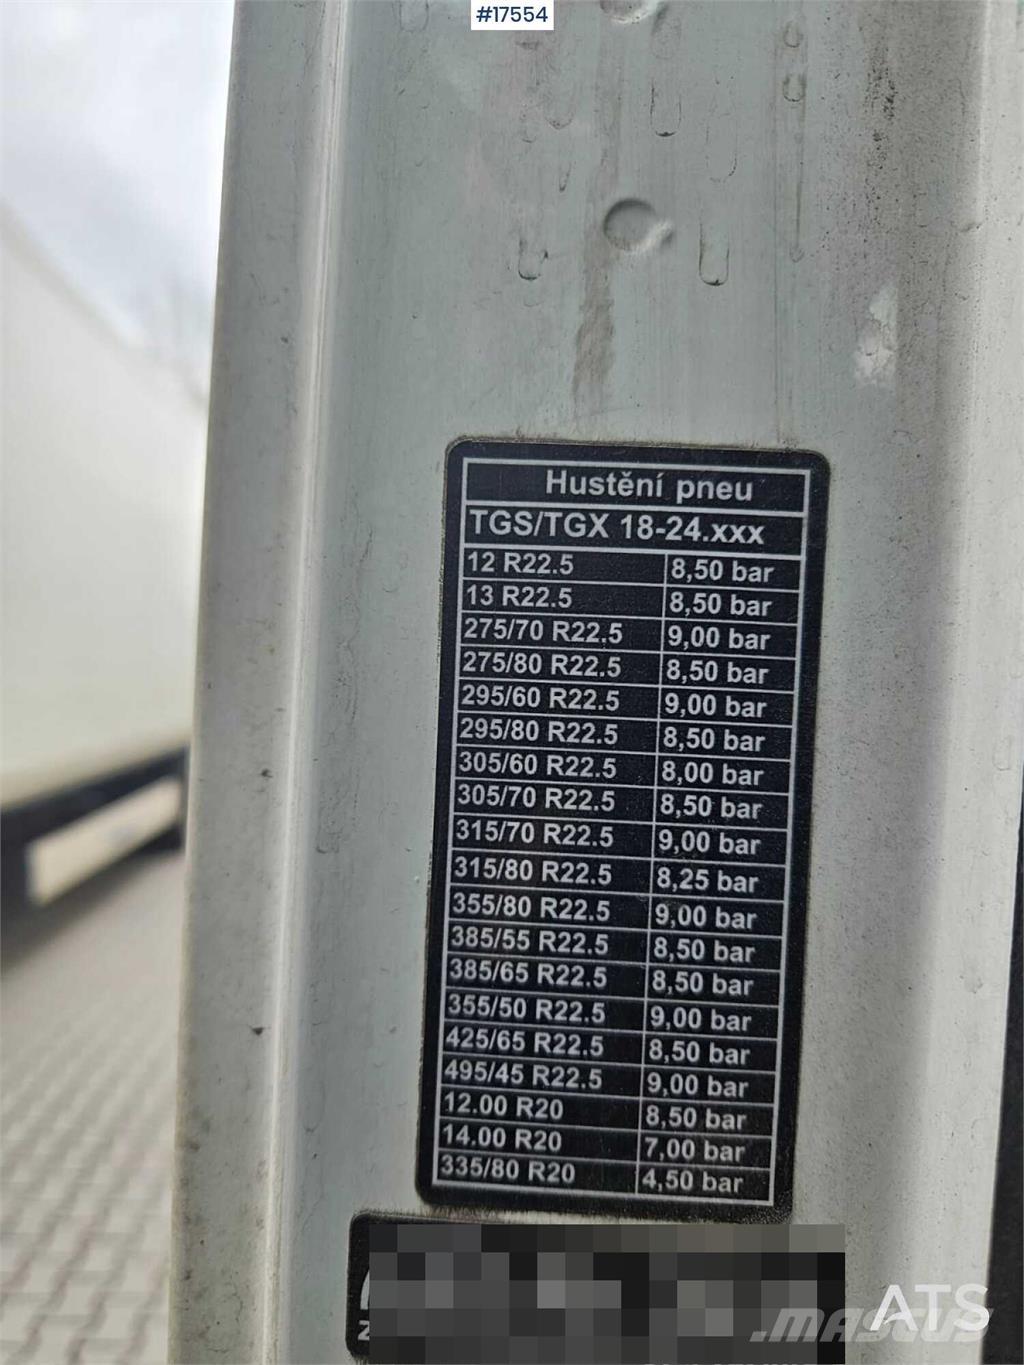 #17554
Hustění pneu
TGS/TGX 18-24.xxx
12 R22.5 8,50 bar
13 R22.5 8,50 bar
275/70 R22.5 9,00 bar
275/80 R22.5 8,50 bar
295/60 R22.5 9,00 bar
295/80 R22.5 8,50 bar
305/60 R22.5 8,00 bar
305/70 R22.5 8,50 bar
315/70 R22.5 9,00 bar
315/80 R22.5 8,25 bar
355/80 R22.5 9,00 bar
385/55 R22.5 8,50 bar
385/65 R22.5 8,50 bar
355/50 R22.5 9,00 bar
425/65 R22.5 8,50 bar
495/45 R22.5 9,00 bar
12.00 R20 8,50 bar
14.00 R20 7,00 bar
335/80 R20 4,50 bar
ATS
MASCUS